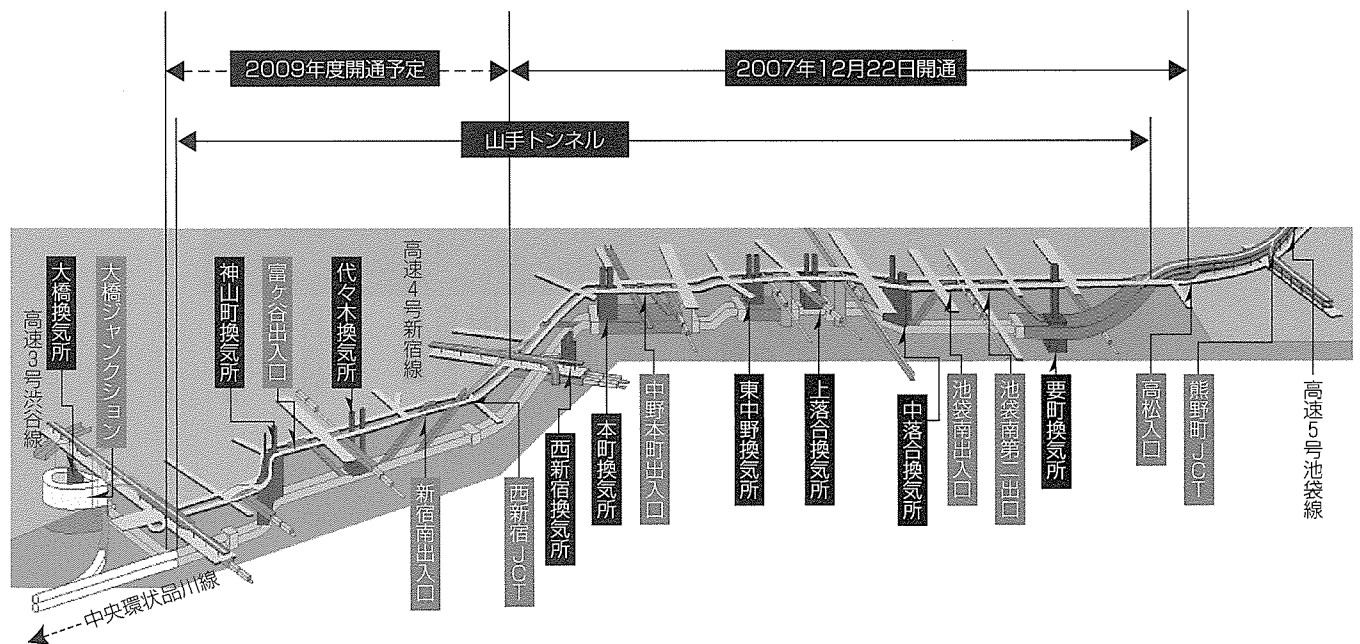 2009年度開通予定
2007年12月22日開通
山手トンネル
高速3号渋谷線
大橋換気所
大橋ジャンクション
神山町換気所
富ヶ谷出入口
代々木換気所
高速4号新宿線
新宿南出入口
西新宿JCT
西新宿換気所
本町換気所
中野本町出入口
東中野換気所
上落合換気所
中落合換気所
池袋南出入口
池袋南第二出口
要町換気所
高松入口
熊野町JCT
高速5号池袋線
中央環状品川線